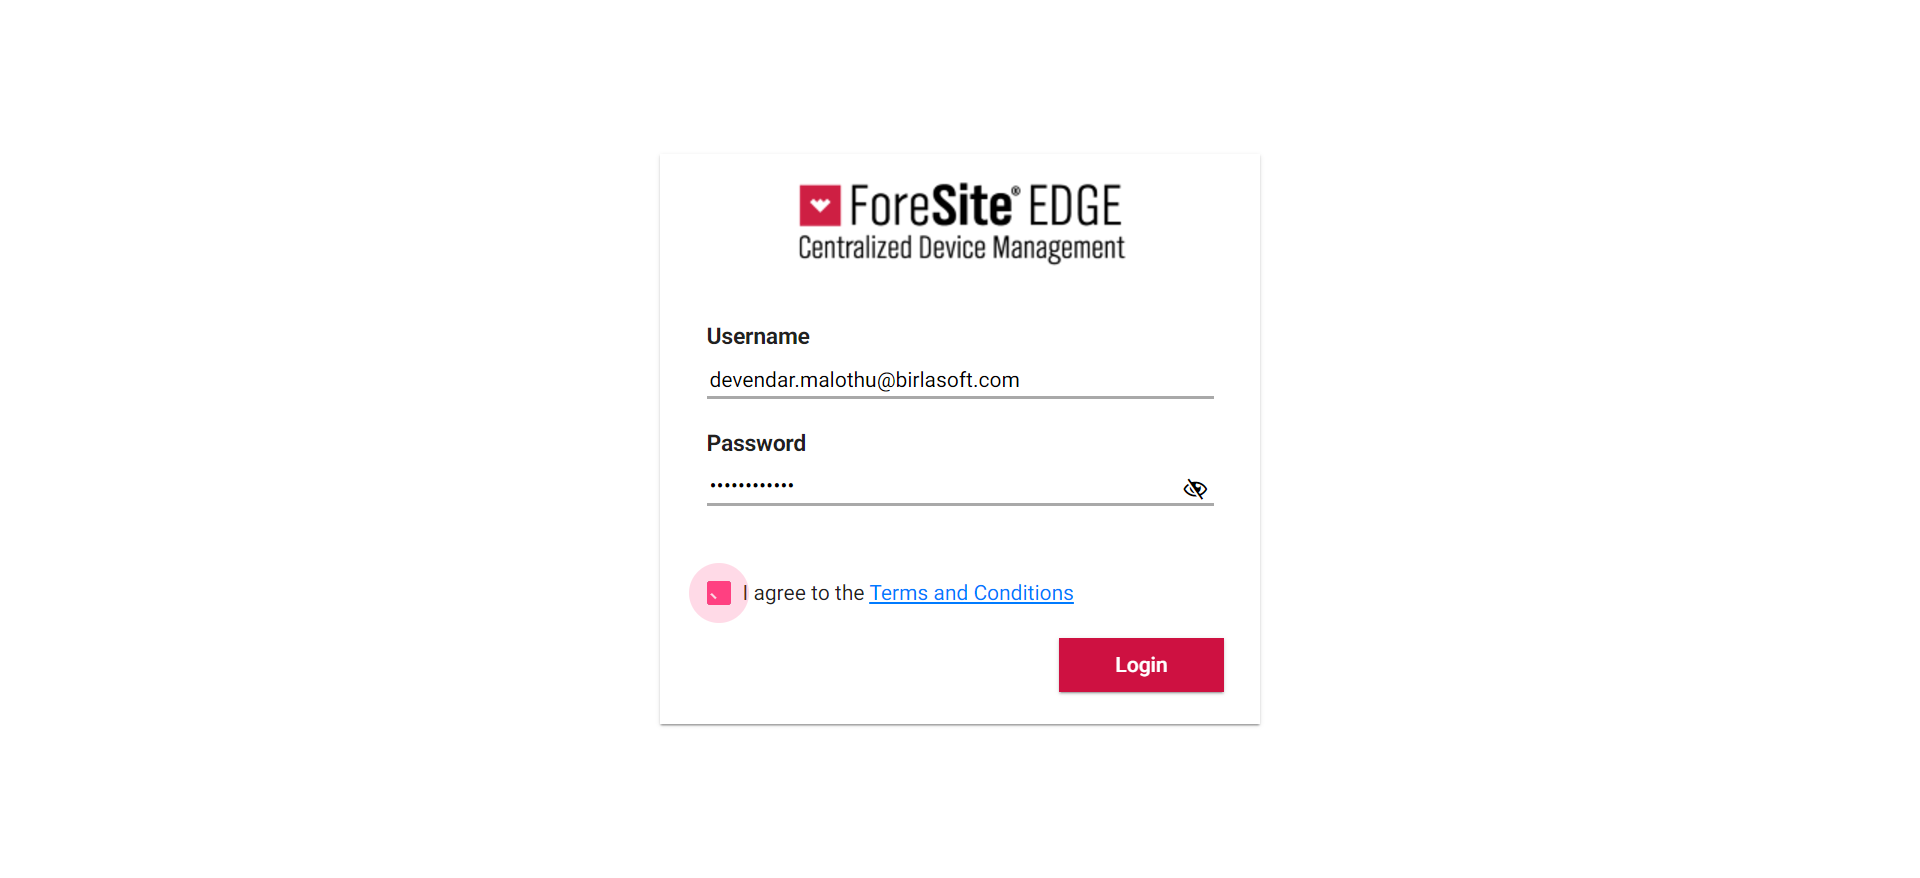 ForeSite® EDGE
Centralized Device Management
Username
devendar.malothu@birlasoft.com
Password
••••••••••••
I agree to the Terms and Conditions
Login